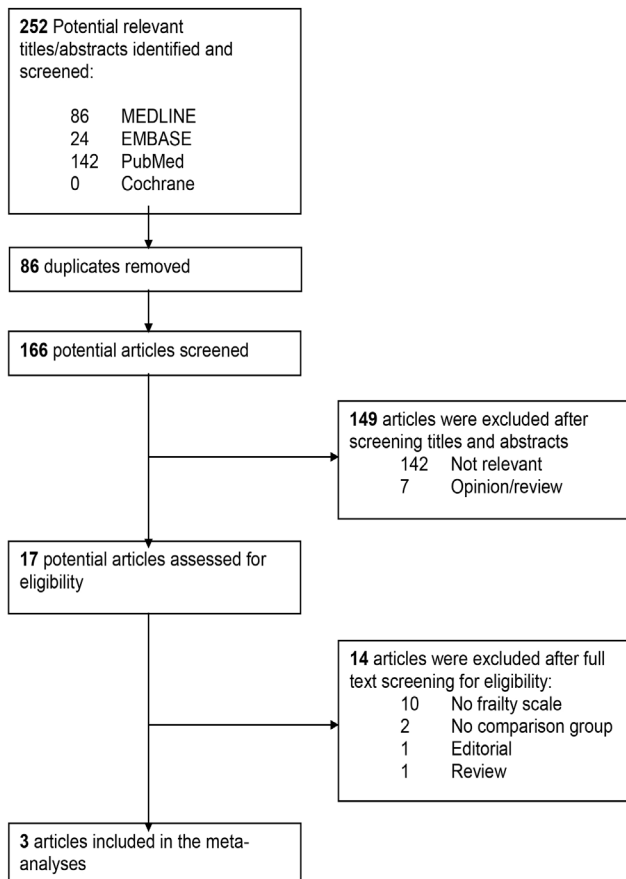 252 Potential relevant
titles/abstracts identified and
screened:
86 MEDLINE
24 EMBASE
142 PubMed
0 Cochrane
86 duplicates removed
166 potential articles screened
149 articles were excluded after
screening titles and abstracts
142 Not relevant
7 Opinion/review
17 potential articles assessed for
eligibility
14 articles were excluded after full
text screening for eligibility:
10 No frailty scale
2 No comparison group
1 Editorial
1 Review
3 articles included in the meta-
analyses